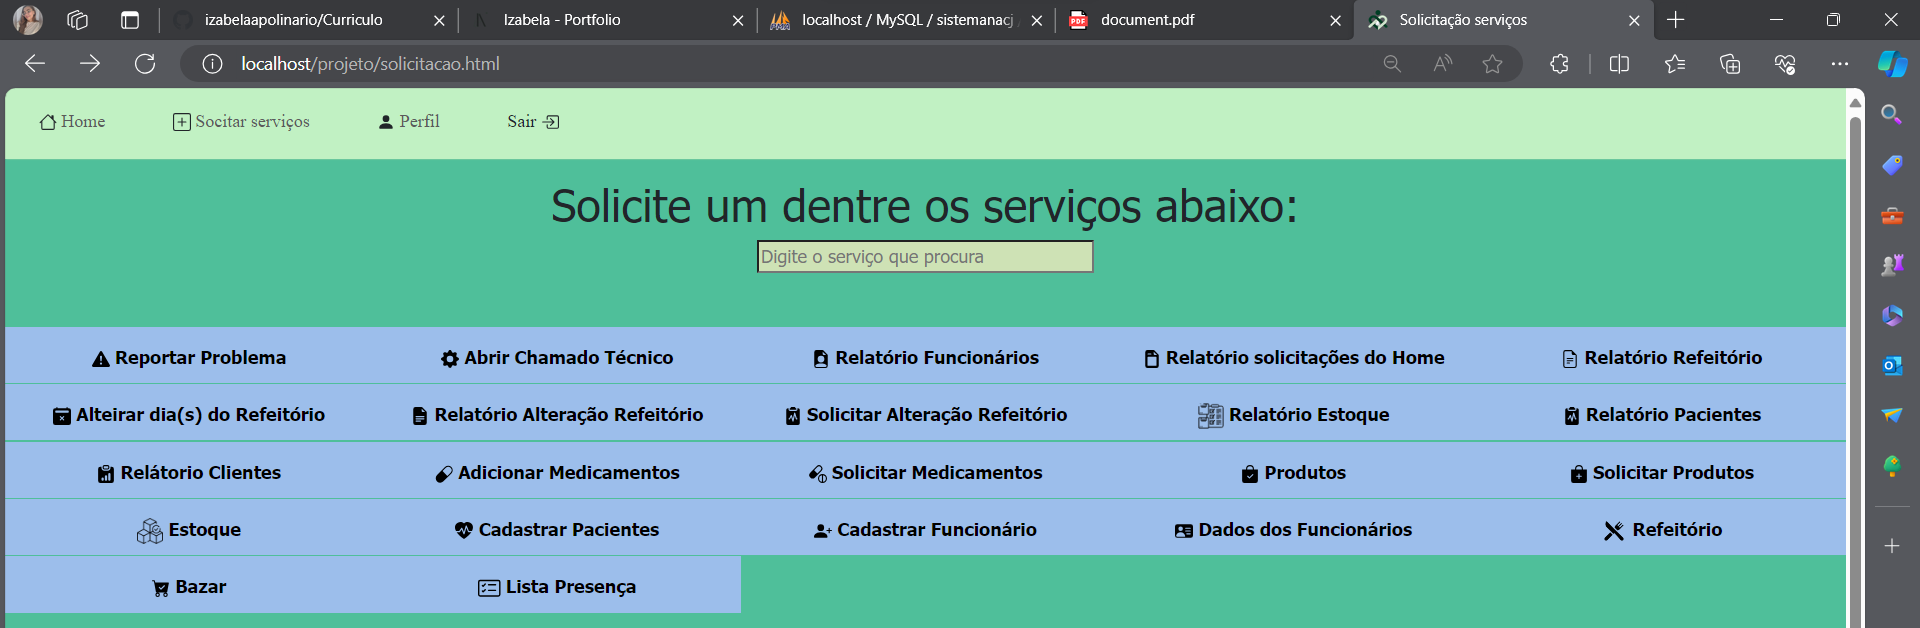 izabelaapolinario/Curriculo
Izabela - Portfolio
localhost / MySQL / sistemanacj
document.pdf
Solicitação serviços
localhost/projeto/solicitacao.html
Home Socitar serviços Perfil Sair
Solicite um dentre os serviços abaixo:
Digite o serviço que procura
Reportar Problema Abrir Chamado Técnico Relatório Funcionários Relatório solicitações do Home Relatório Refeitório
Alteirar dia(s) do Refeitório Relatório Alteração Refeitório Solicitar Alteração Refeitório Relatório Estoque Relatório Pacientes
Relátorio Clientes Adicionar Medicamentos Solicitar Medicamentos Produtos Solicitar Produtos
Estoque Cadastrar Pacientes Cadastrar Funcionário Dados dos Funcionários Refeitório
Bazar Lista Presença